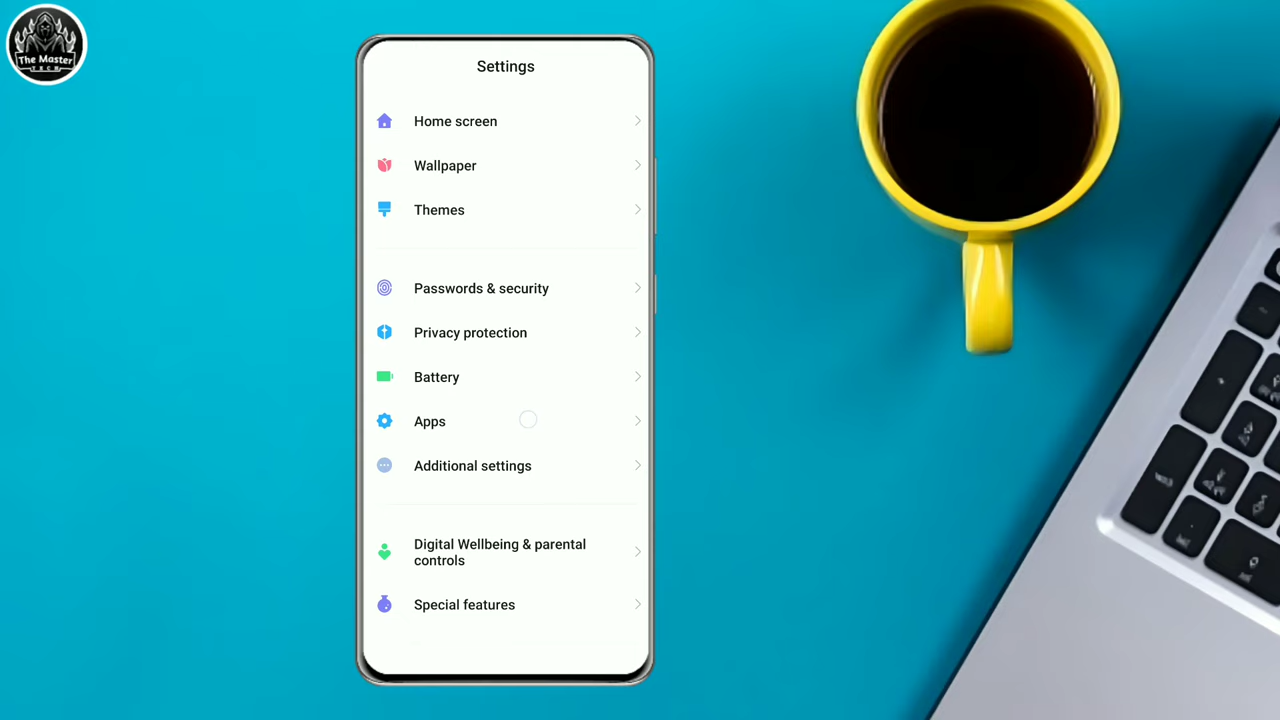 The Master
TECH
Settings
Home screen
Wallpaper
Themes
Passwords & security
Privacy protection
Battery
Apps
Additional settings
Digital Wellbeing & parental
controls
Special features